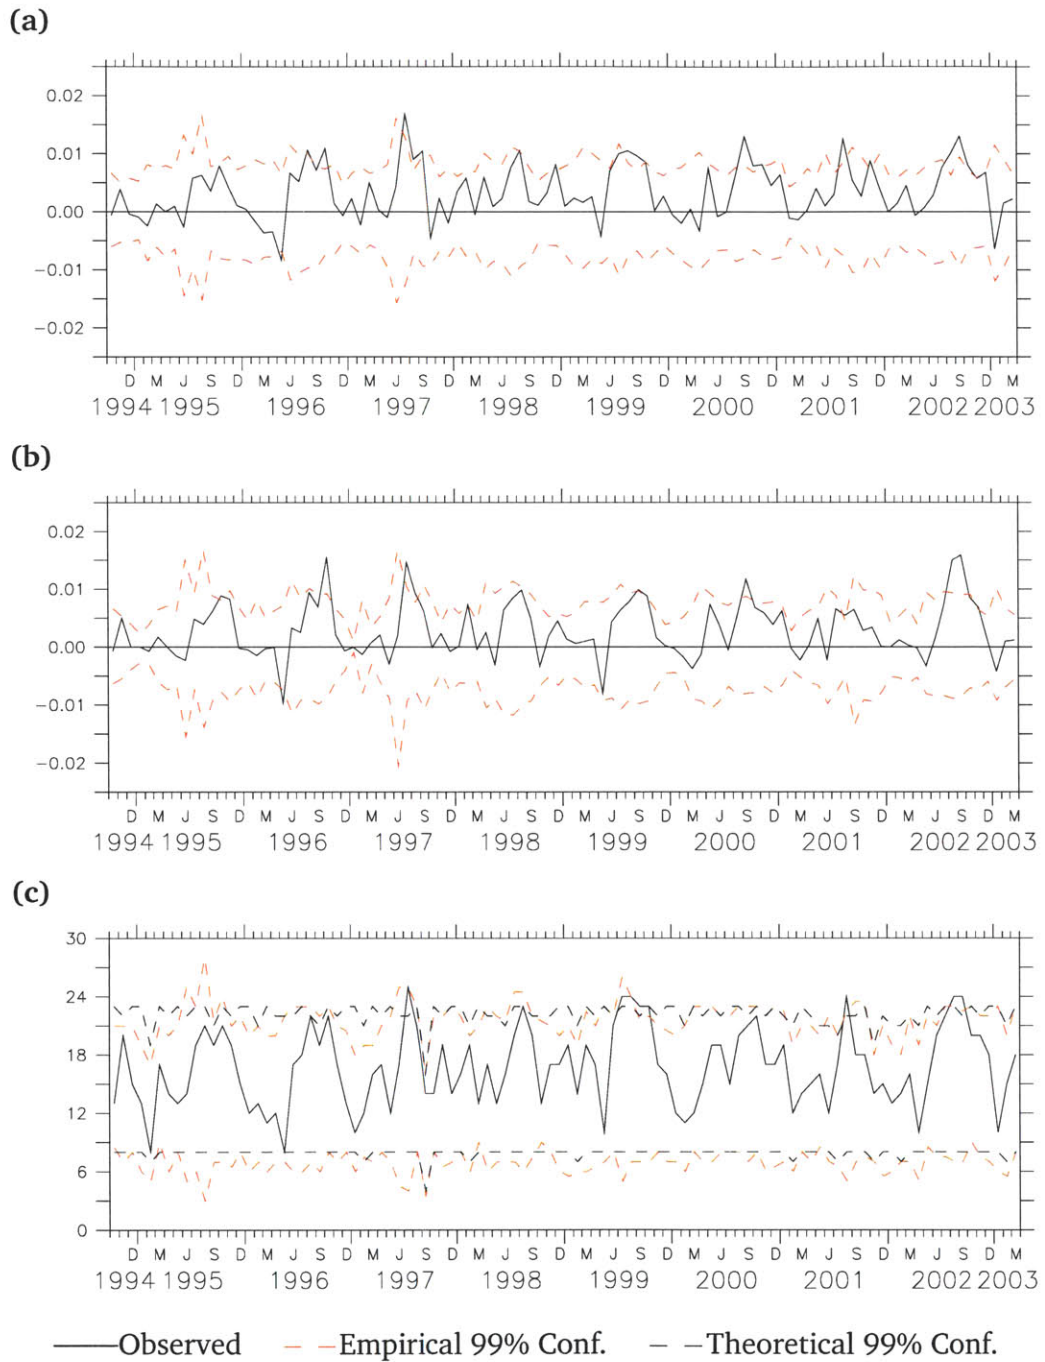 (a)
0.02
0.01
0.00
−0.01
−0.02
D M J S D M J S D M J S D M J S D M J S D M J S D M J S D M J S D M
1994 1995 1996 1997 1998 1999 2000 2001 2002 2003
(b)
0.02
0.01
0.00
−0.01
−0.02
D M J S D M J S D M J S D M J S D M J S D M J S D M J S D M J S D M
1994 1995 1996 1997 1998 1999 2000 2001 2002 2003
(c)
30
24
18
12
6
0
D M J S D M J S D M J S D M J S D M J S D M J S D M J S D M J S D M
1994 1995 1996 1997 1998 1999 2000 2001 2002 2003
Observed Empirical 99% Conf. Theoretical 99% Conf.